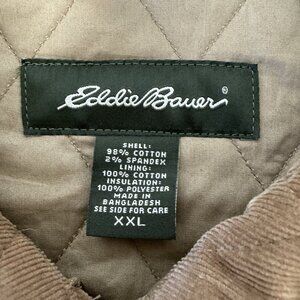 Eddie Bauer®
SHELL:
98% COTTON
2% SPANDEX
LINING:
100% COTTON
INSULATION:
100% POLYESTER
MADE IN
BANGLADESH
SEE SIDE FOR CARE
XXL